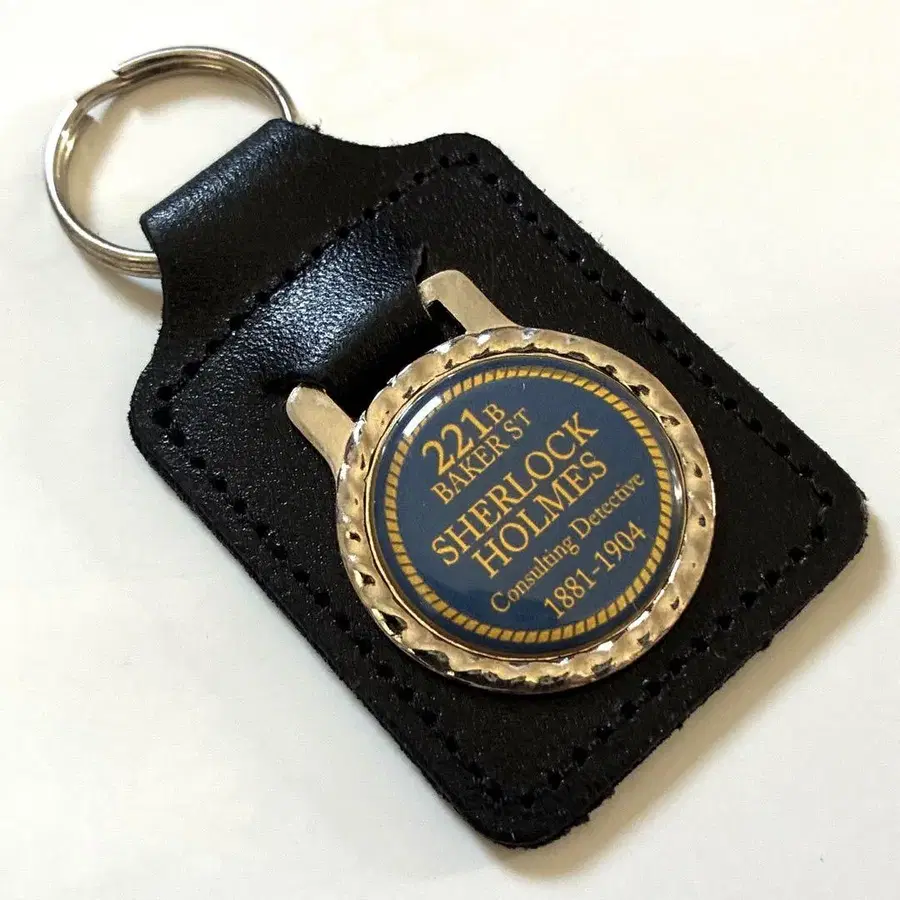 221B
BAKER ST
SHERLOCK
HOLMES
Consulting Detective
1881-1904